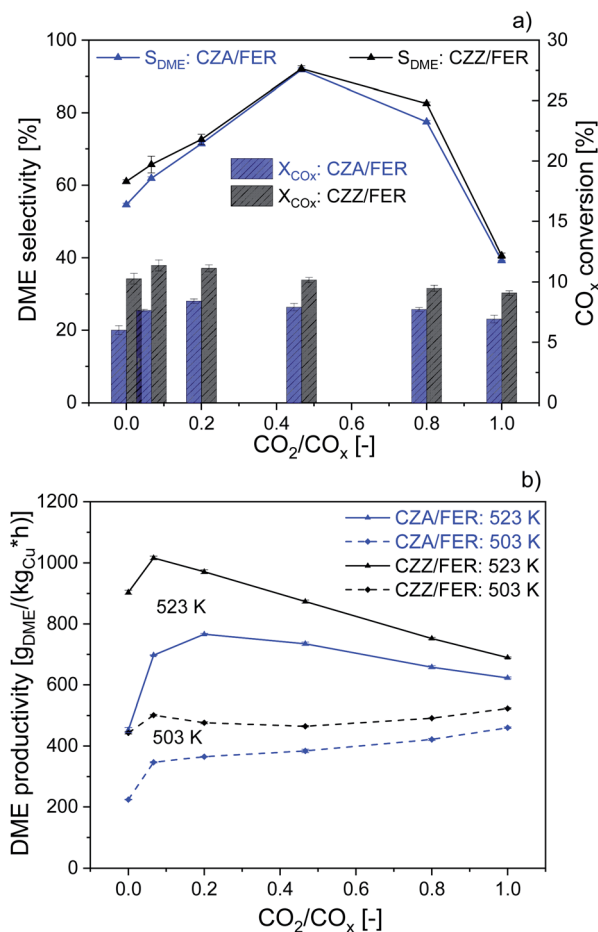 a)
S_DME: CZA/FER
S_DME: CZZ/FER
X_COx: CZA/FER
X_COx: CZZ/FER
DME selectivity [%]
100
80
60
40
20
0
COₓ conversion [%]
30
25
20
15
10
5
0
0.0 0.2 0.4 0.6 0.8 1.0
CO₂/COₓ [-]
b)
CZA/FER: 523 K
CZA/FER: 503 K
CZZ/FER: 523 K
CZZ/FER: 503 K
523 K
503 K
DME productivity [g_DME/(kg_Cu*h)]
1200
1000
800
600
400
200
0
0.0 0.2 0.4 0.6 0.8 1.0
CO₂/COₓ [-]